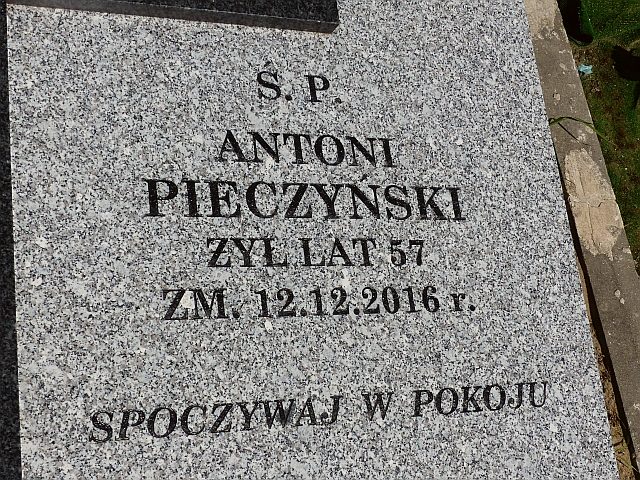 Ś. P.
ANTONI
PIECZYŃSKI
ŻYŁ LAT 57
ZM. 12.12.2016 r.
SPOCZYWAJ W POKOJU